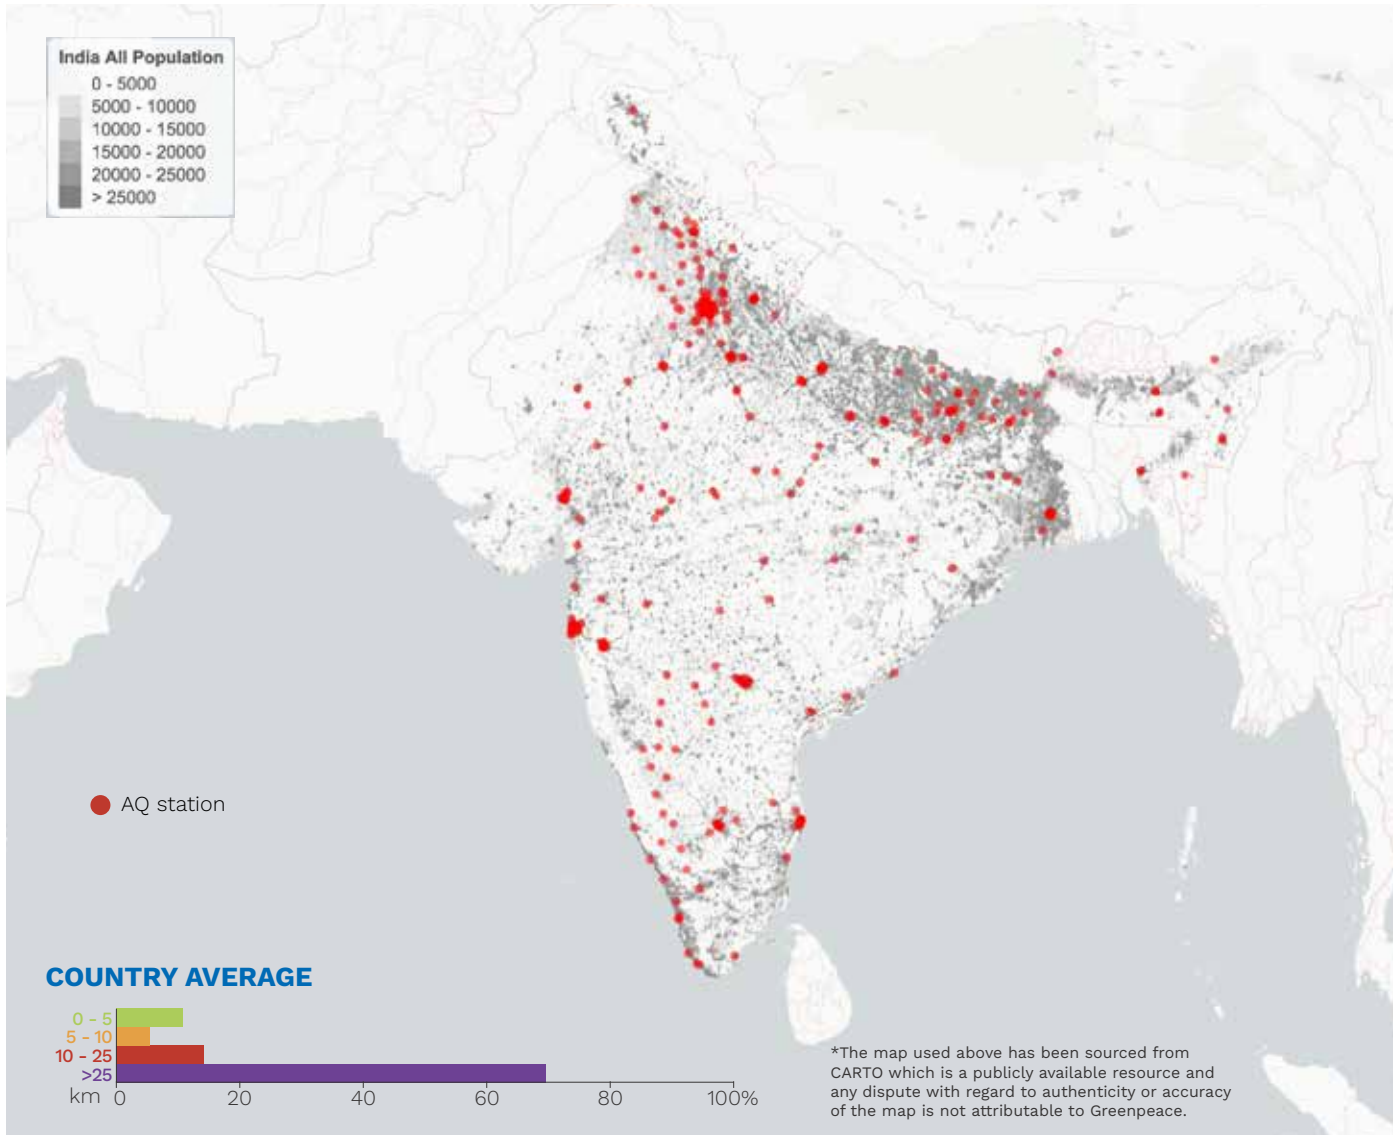 India All Population
0 - 5000
5000 - 10000
10000 - 15000
15000 - 20000
20000 - 25000
> 25000
AQ station
COUNTRY AVERAGE
0 - 5
5 - 10
10 - 25
>25
km 0 20 40 60 80 100%
*The map used above has been sourced from
CARTO which is a publicly available resource and
any dispute with regard to authenticity or accuracy
of the map is not attributable to Greenpeace.